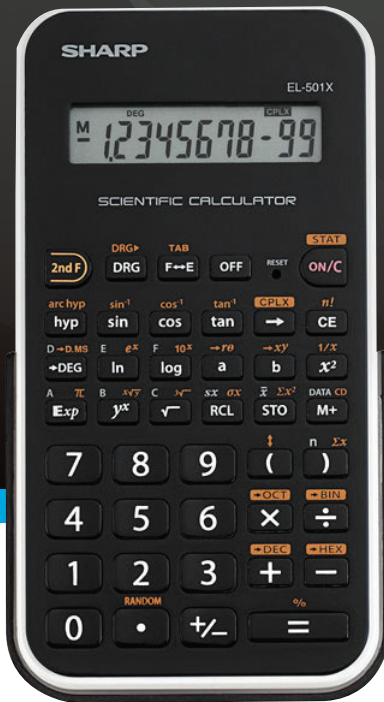 SHARP
EL-501X
DEG CPLX
M
-1.2345678-99
SCIENTIFIC CALCULATOR
STAT
DRG▸ TAB
2nd F DRG F↔E OFF RESET ON/C
arc hyp sin⁻¹ cos⁻¹ tan⁻¹ CPLX n!
hyp sin cos tan → CE
D→D.MS E eˣ F 10ˣ →rθ →xy 1/x
→DEG ln log a b x²
A π B ˣ√y C ³√ sx σx x̄ Σx² DATA CD
Exp yˣ √ RCL STO M+
↕ n Σx
7 8 9 ( )
→OCT →BIN
4 5 6 × ÷
→DEC →HEX
1 2 3 + −
RANDOM %
0 • +/− =